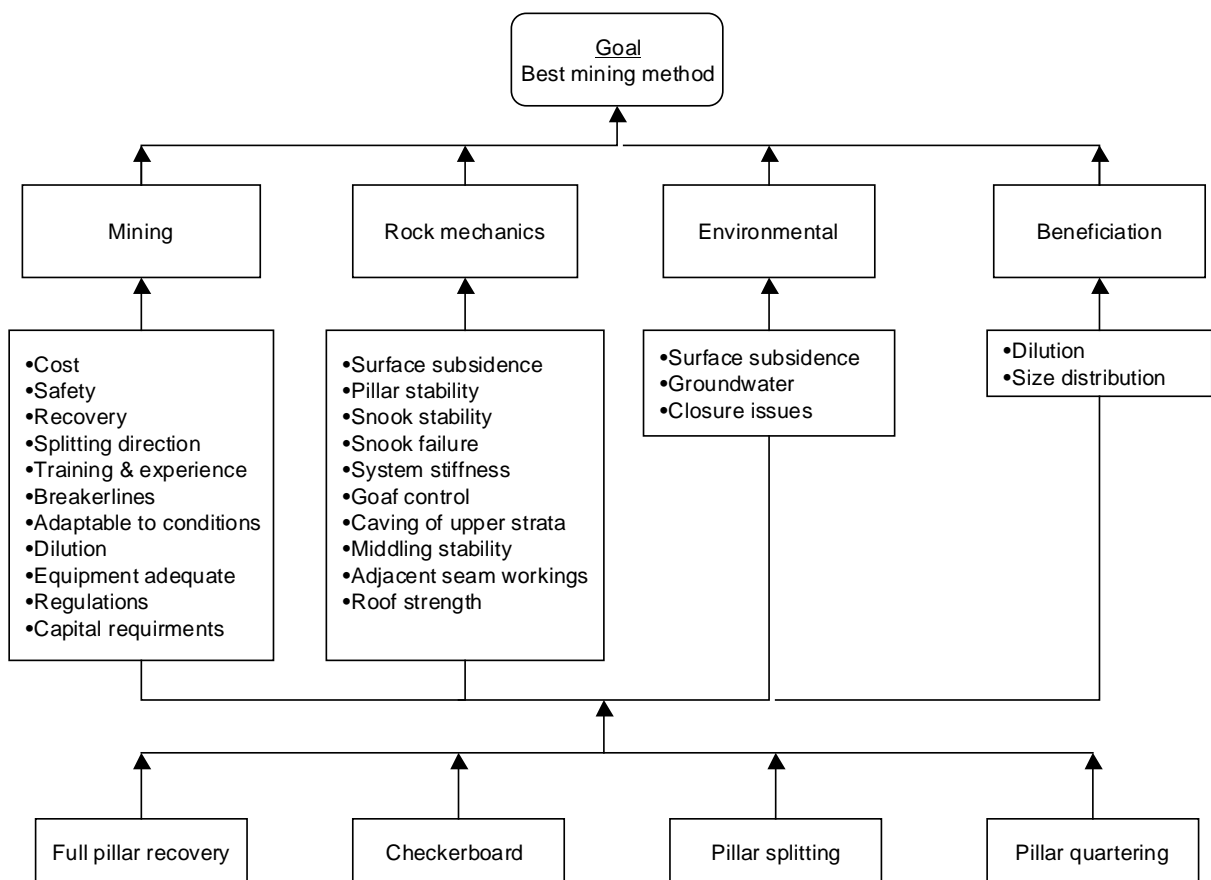 Goal
Best mining method
Mining
Rock mechanics
Environmental
Beneficiation
•Cost
•Safety
•Recovery
•Splitting direction
•Training & experience
•Breakerlines
•Adaptable to conditions
•Dilution
•Equipment adequate
•Regulations
•Capital requirments
•Surface subsidence
•Pillar stability
•Snook stability
•Snook failure
•System stiffness
•Goaf control
•Caving of upper strata
•Middling stability
•Adjacent seam workings
•Roof strength
•Surface subsidence
•Groundwater
•Closure issues
•Dilution
•Size distribution
Full pillar recovery
Checkerboard
Pillar splitting
Pillar quartering